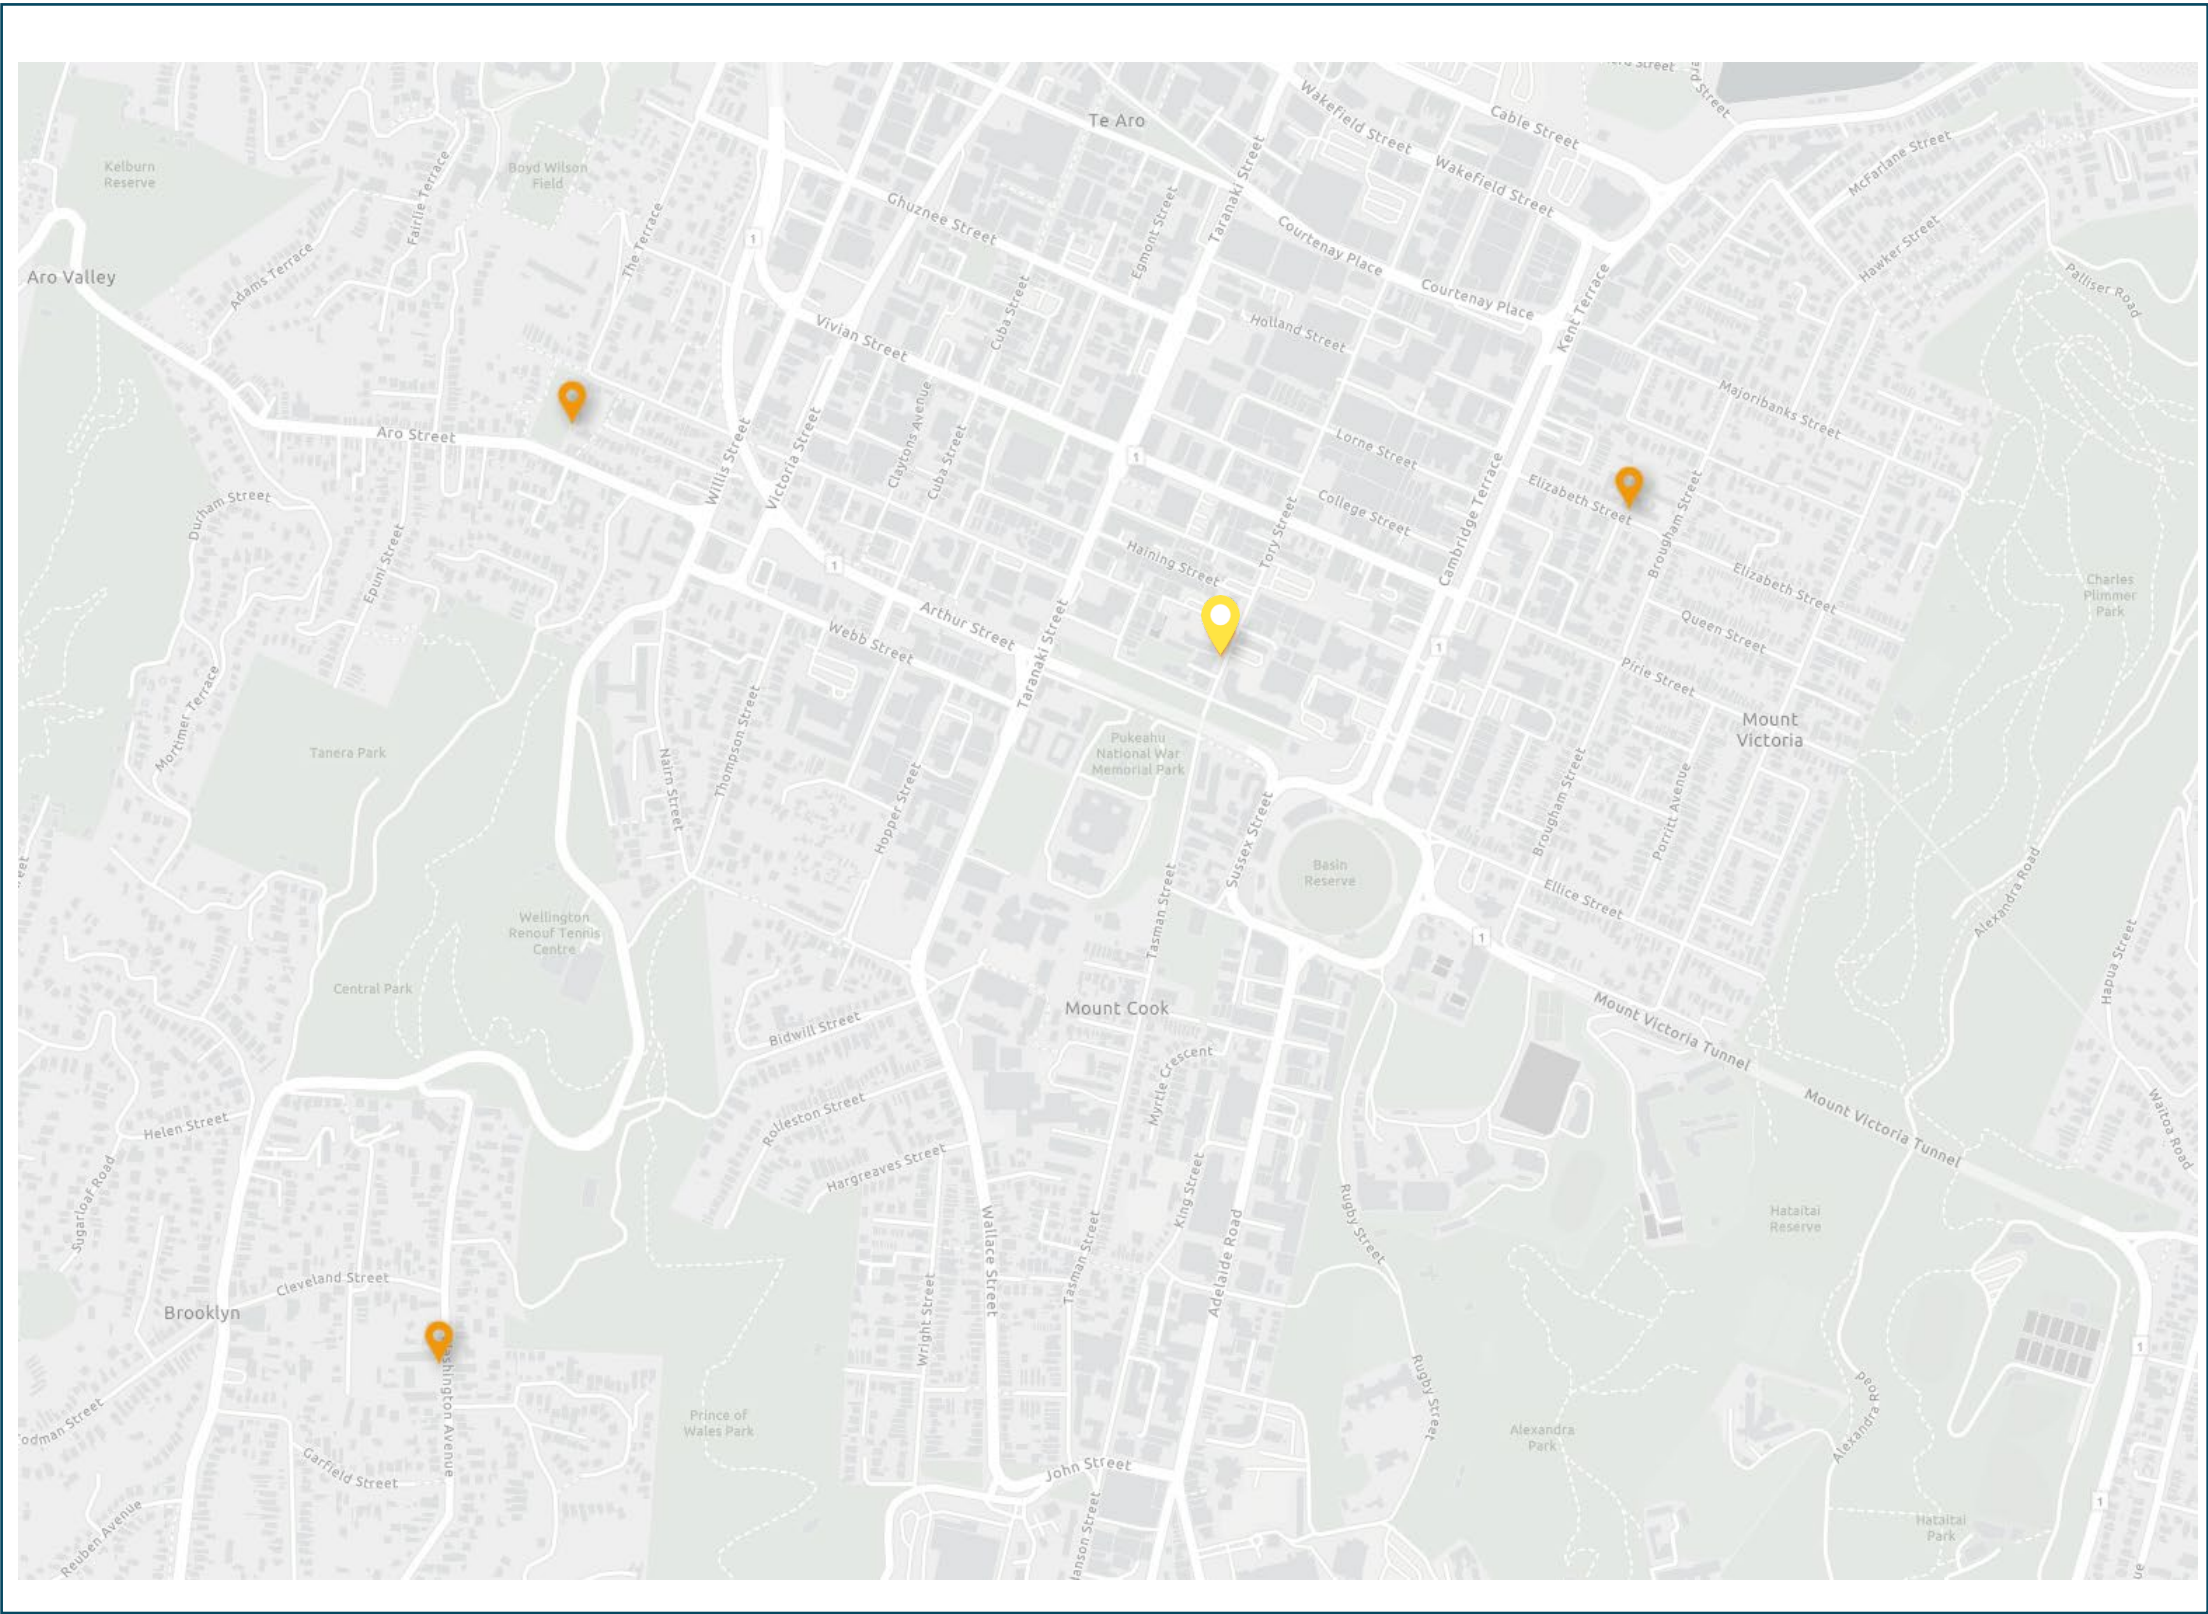 Te Aro
Wakefield Street
Cable Street
McFarlane Street
Kelburn
Reserve
Boyd Wilson
Field
Fairlie Terrace
The Terrace
1
Ghuznee Street
Egmont Street
Taranaki Street
Wakefield Street
Courtenay Place
Hawker Street
Palliser Road
Aro Valley
Adams Terrace
Cuba Street
Courtenay Place
Kent Terrace
Vivian Street
Holland Street
Majoribanks Street
Aro Street
Claytons Avenue
Cuba Street
Willis Street
Victoria Street
1
Lorne Street
Elizabeth Street
Brougham Street
College Street
Durham Street
Epuni Street
Haining Street
Tory Street
Cambridge Terrace
1
Elizabeth Street
Charles
Plimmer
Park
Arthur Street
Webb Street
Taranaki Street
1
Queen Street
Pirie Street
Mount
Victoria
Mortimer Terrace
Tanera Park
Nairn Street
Thompson Street
Hopper Street
Pukeahu
National War
Memorial Park
Sussex Street
Brougham Street
Porritt Avenue
Basin
Reserve
Ellice Street
Tasman Street
Alexandra Road
Hapua Street
Wellington
Renouf Tennis
Centre
1
Central Park
Mount Cook
Mount Victoria Tunnel
Bidwill Street
Myrtle Crescent
Mount Victoria Tunnel
Waitoa Road
Helen Street
Rolleston Street
Hargreaves Street
Sugarloaf Road
King Street
Rugby Street
Hataitai
Reserve
Wallace Street
Tasman Street
Adelaide Road
Cleveland Street
Brooklyn
Wright Street
1
Rugby Street
Alexandra Road
Prince of
Wales Park
Alexandra
Park
Garfield Street
John Street
1
Reuben Avenue
Hataitai
Park